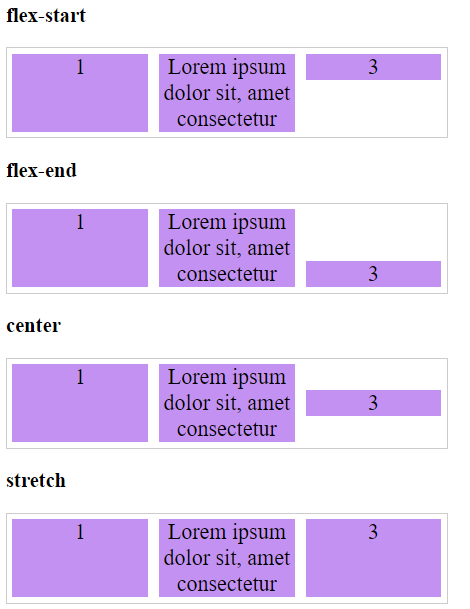 flex-start
1
Lorem ipsum
dolor sit, amet
consectetur
3
flex-end
1
Lorem ipsum
dolor sit, amet
consectetur
3
center
1
Lorem ipsum
dolor sit, amet
consectetur
3
stretch
1
Lorem ipsum
dolor sit, amet
consectetur
3